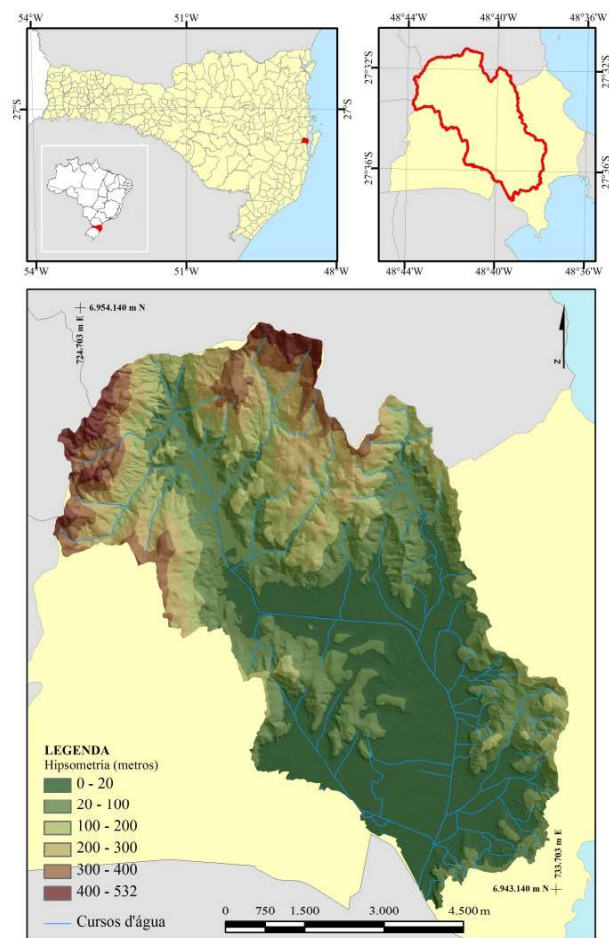 54°W
51°W
48°W
48°44'W
48°40'W
48°36'W
27°S
27°S
27°32'S
27°32'S
27°36'S
27°36'S
54°W
51°W
48°W
48°44'W
48°40'W
48°36'W
6.954.140 m N
724.703 m E
N
LEGENDA
Hipsometria (metros)
0 - 20
20 - 100
100 - 200
200 - 300
300 - 400
400 - 532
Cursos d'água
733.703 m E
6.943.140 m N
0 750 1.500 3.000 4.500 m